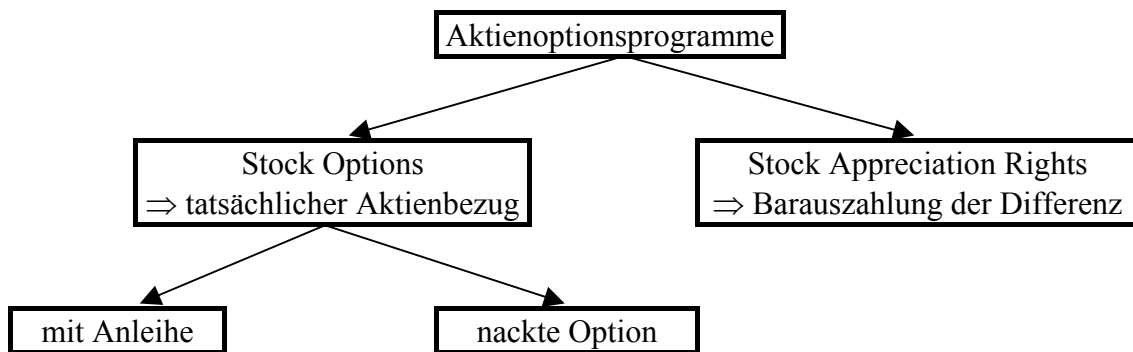 Aktienoptionsprogramme
Stock Options
⇒ tatsächlicher Aktienbezug
Stock Appreciation Rights
⇒ Barauszahlung der Differenz
mit Anleihe
nackte Option